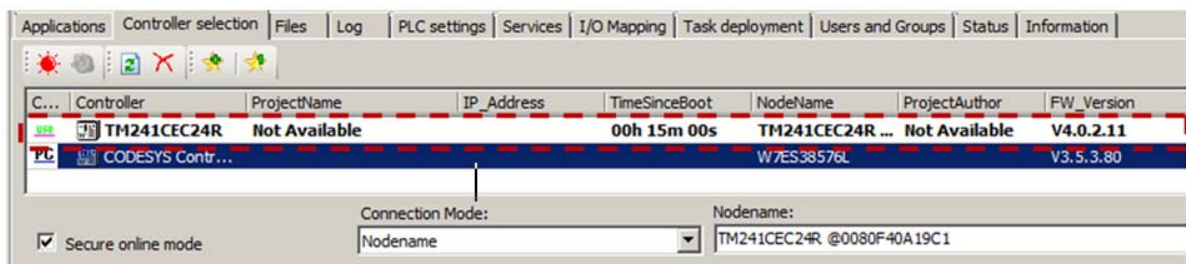 Applications Controller selection Files Log PLC settings Services I/O Mapping Task deployment Users and Groups Status Information
C... Controller ProjectName IP_Address TimeSinceBoot NodeName ProjectAuthor FW_Version
USB TM241CEC24R Not Available 00h 15m 00s TM241CEC24R ... Not Available V4.0.2.11
PC CODESYS Contr... W7ES38576L V3.5.3.80
Connection Mode: Nodename:
Secure online mode Nodename TM241CEC24R @0080F40A19C1